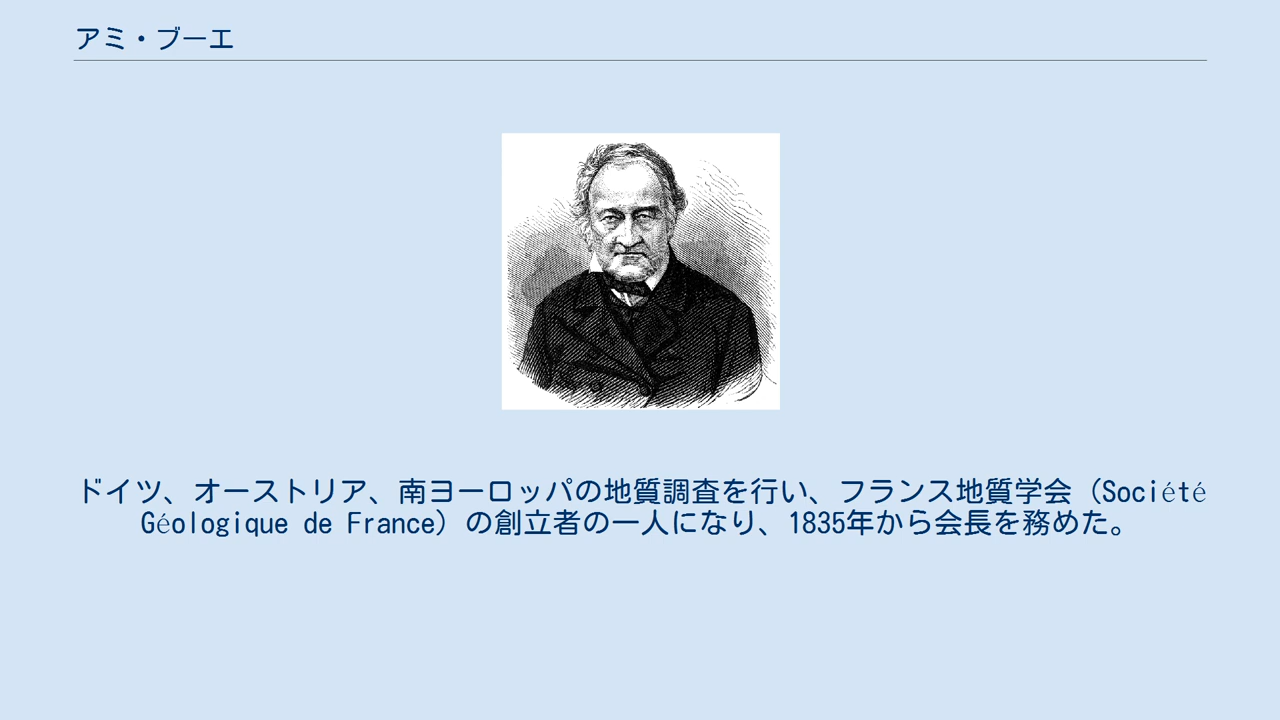 アミ・ブーエ
ドイツ、オーストリア、南ヨーロッパの地質調査を行い、フランス地質学会（Société
Géologique de France）の創立者の一人になり、1835年から会長を務めた。